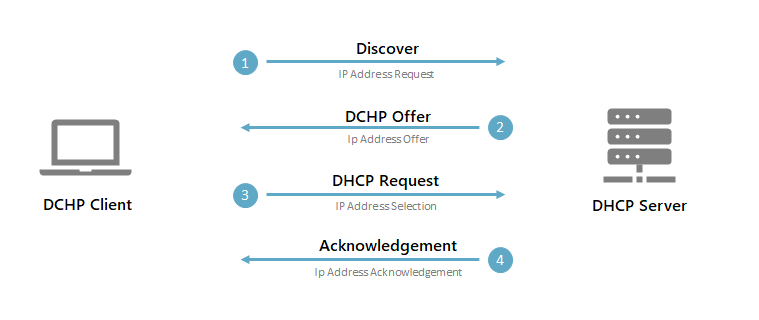 Discover
1
IP Address Request
DCHP Offer
2
Ip Address Offer
DHCP Request
3
IP Address Selection
DCHP Client
DHCP Server
Acknowledgement
4
Ip Address Acknowledgement